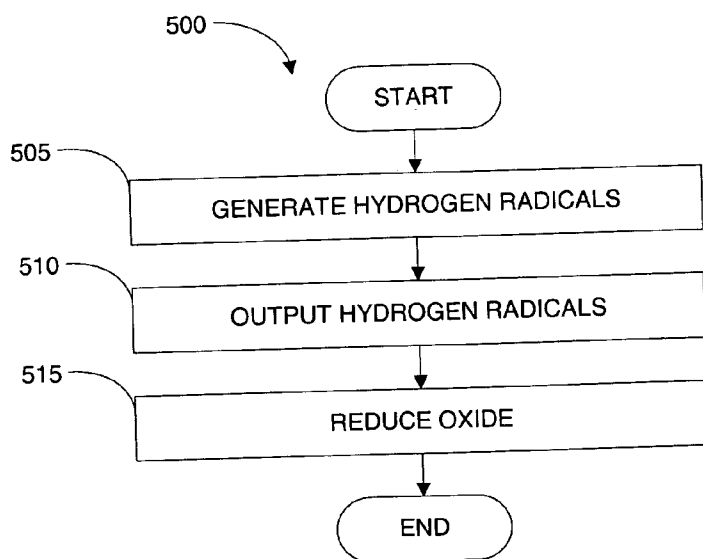 500
START
505
GENERATE HYDROGEN RADICALS
510
OUTPUT HYDROGEN RADICALS
515
REDUCE OXIDE
END